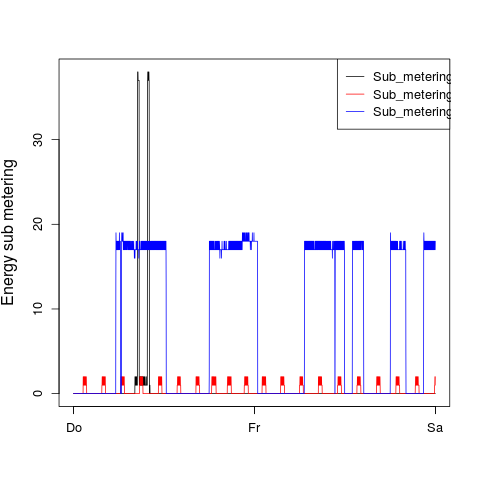 Sub_metering
Sub_metering
Sub_metering
Energy sub metering
30
20
10
0
Do
Fr
Sa